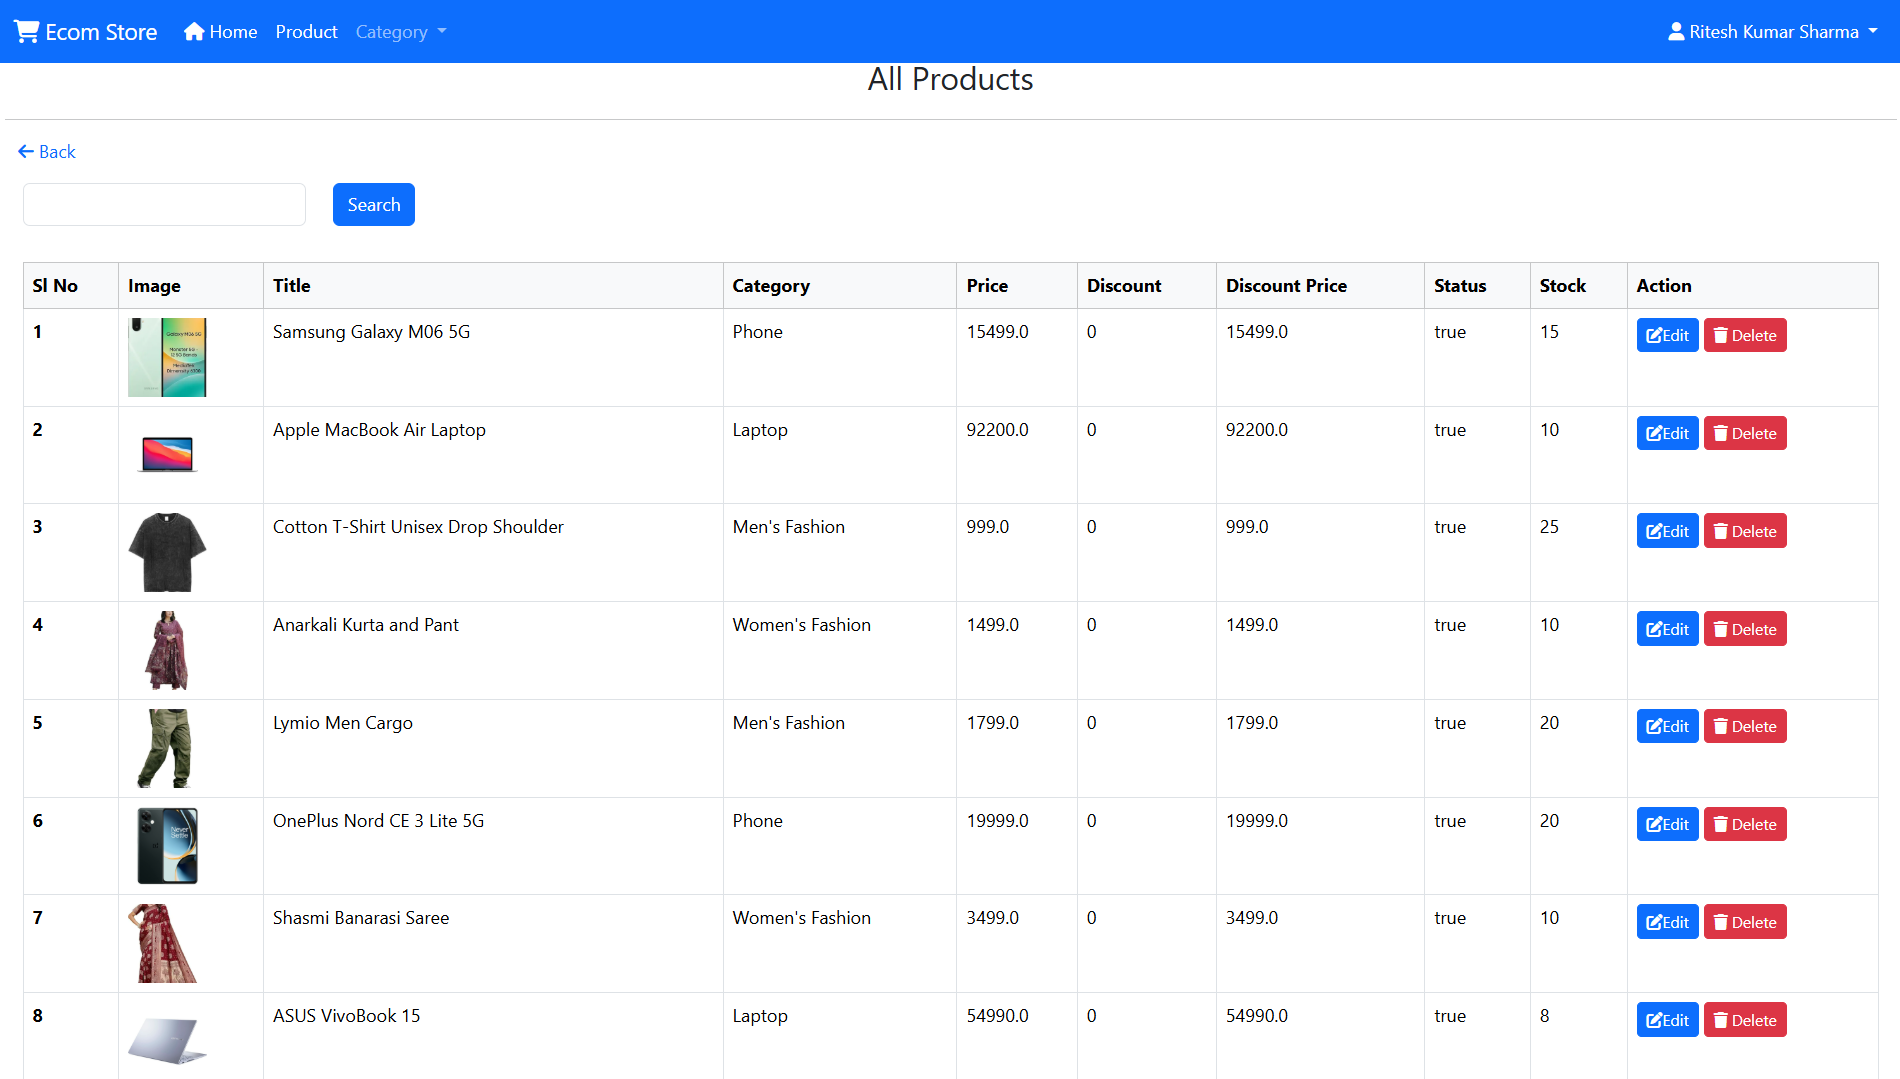 Ecom Store Home Product Category Ritesh Kumar Sharma
All Products
Back
Search
Sl No Image Title Category Price Discount Discount Price Status Stock Action
1 Samsung Galaxy M06 5G Phone 15499.0 0 15499.0 true 15 Edit Delete
2 Apple MacBook Air Laptop Laptop 92200.0 0 92200.0 true 10 Edit Delete
3 Cotton T-Shirt Unisex Drop Shoulder Men's Fashion 999.0 0 999.0 true 25 Edit Delete
4 Anarkali Kurta and Pant Women's Fashion 1499.0 0 1499.0 true 10 Edit Delete
5 Lymio Men Cargo Men's Fashion 1799.0 0 1799.0 true 20 Edit Delete
6 OnePlus Nord CE 3 Lite 5G Phone 19999.0 0 19999.0 true 20 Edit Delete
Never
Settle
7 Shasmi Banarasi Saree Women's Fashion 3499.0 0 3499.0 true 10 Edit Delete
8 ASUS VivoBook 15 Laptop 54990.0 0 54990.0 true 8 Edit Delete